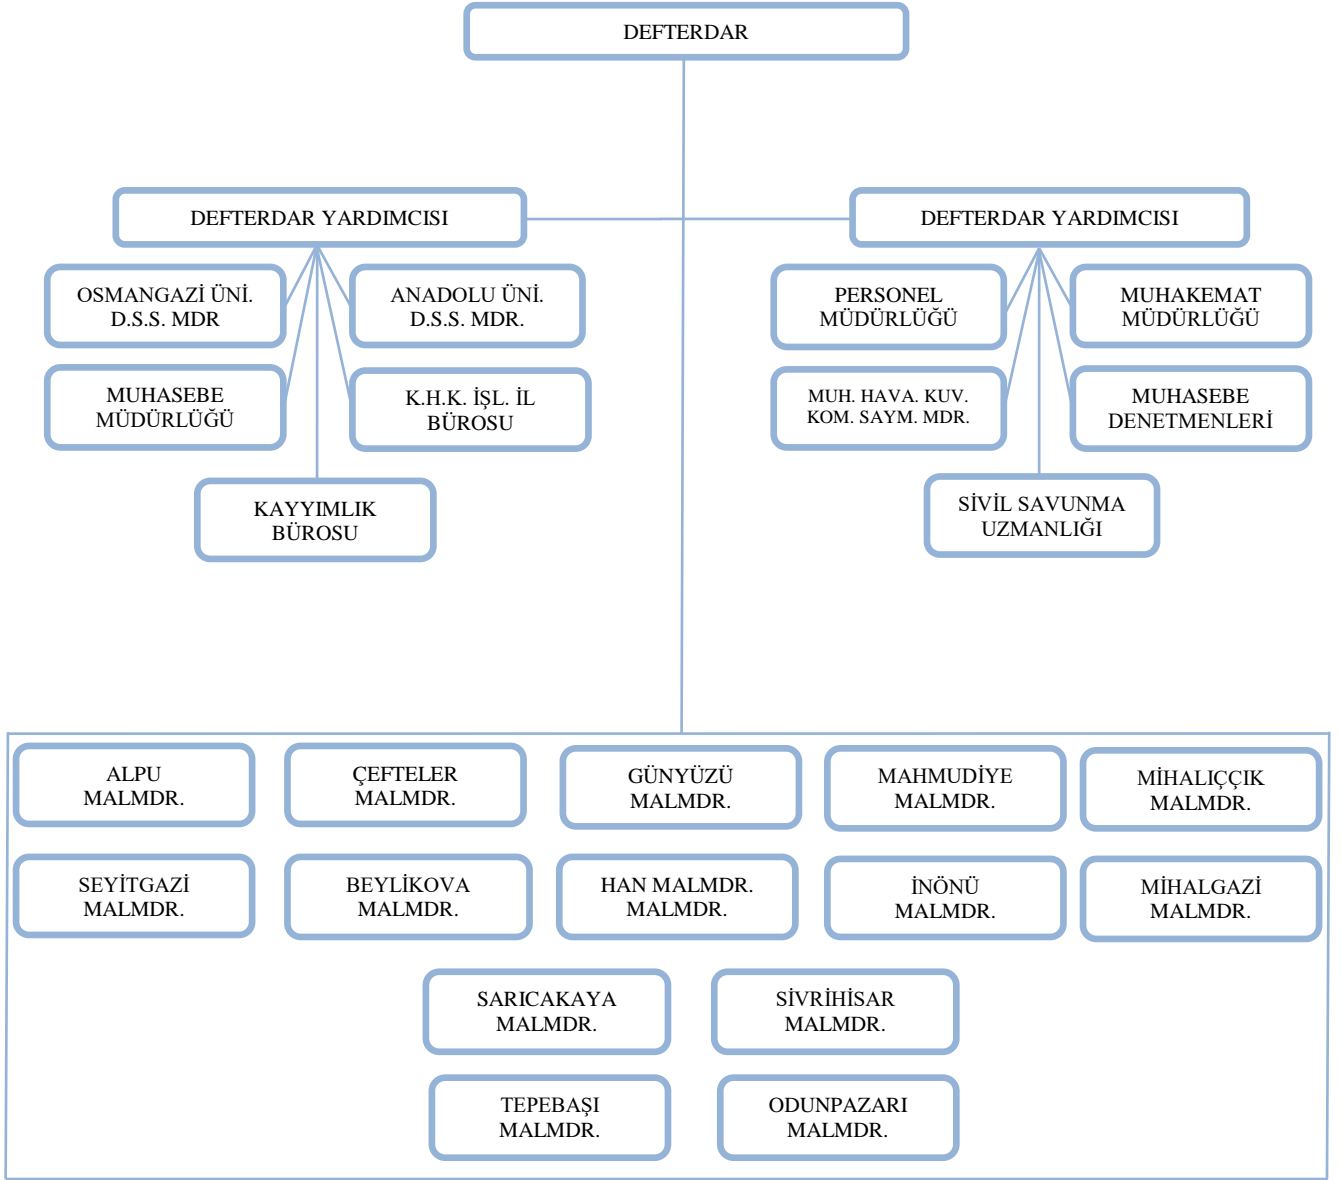 DEFTERDAR
DEFTERDAR YARDIMCISI
DEFTERDAR YARDIMCISI
OSMANGAZİ ÜNİ.
D.S.S. MDR
ANADOLU ÜNİ.
D.S.S. MDR.
PERSONEL
MÜDÜRLÜĞÜ
MUHAKEMAT
MÜDÜRLÜĞÜ
MUHASEBE
MÜDÜRLÜĞÜ
K.H.K. İŞL. İL
BÜROSU
MUH. HAVA. KUV.
KOM. SAYM. MDR.
MUHASEBE
DENETMENLERİ
KAYYIMLIK
BÜROSU
SİVİL SAVUNMA
UZMANLIĞI
ALPU
MALMDR.
ÇEFTELER
MALMDR.
GÜNYÜZÜ
MALMDR.
MAHMUDİYE
MALMDR.
MİHALIÇÇIK
MALMDR.
SEYİTGAZİ
MALMDR.
BEYLİKOVA
MALMDR.
HAN MALMDR.
MALMDR.
İNÖNÜ
MALMDR.
MİHALGAZİ
MALMDR.
SARICAKAYA
MALMDR.
SİVRİHİSAR
MALMDR.
TEPEBAŞI
MALMDR.
ODUNPAZARI
MALMDR.